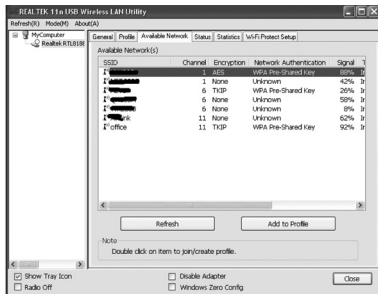 REALTEK 11n USB Wireless LAN Utility
Refresh(R) Mode(M) About(A)
MyComputer
Realtek RTL818
General Profile Available Network Status Statistics Wi-Fi Protect Setup
Available Network(s)
SSID Channel Encryption Network Authentication Signal T
1 AES WPA Pre-Shared Key 88% I
1 None Unknown 42% I
6 TKIP WPA Pre-Shared Key 26% I
6 None Unknown 58% I
6 None Unknown 8% I
nk 11 None Unknown 62% I
office 11 TKIP WPA Pre-Shared Key 92% I
Refresh Add to Profile
Note
Double click on item to join/create profile.
Show Tray Icon Disable Adapter
Radio Off Windows Zero Config
Close